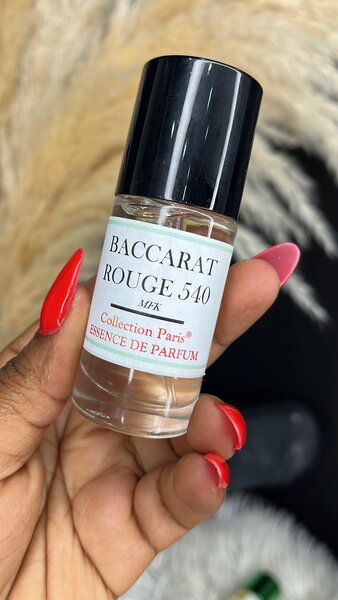 BACCARAT
ROUGE 540
MFK
Collection Paris®
ESSENCE DE PARFUM